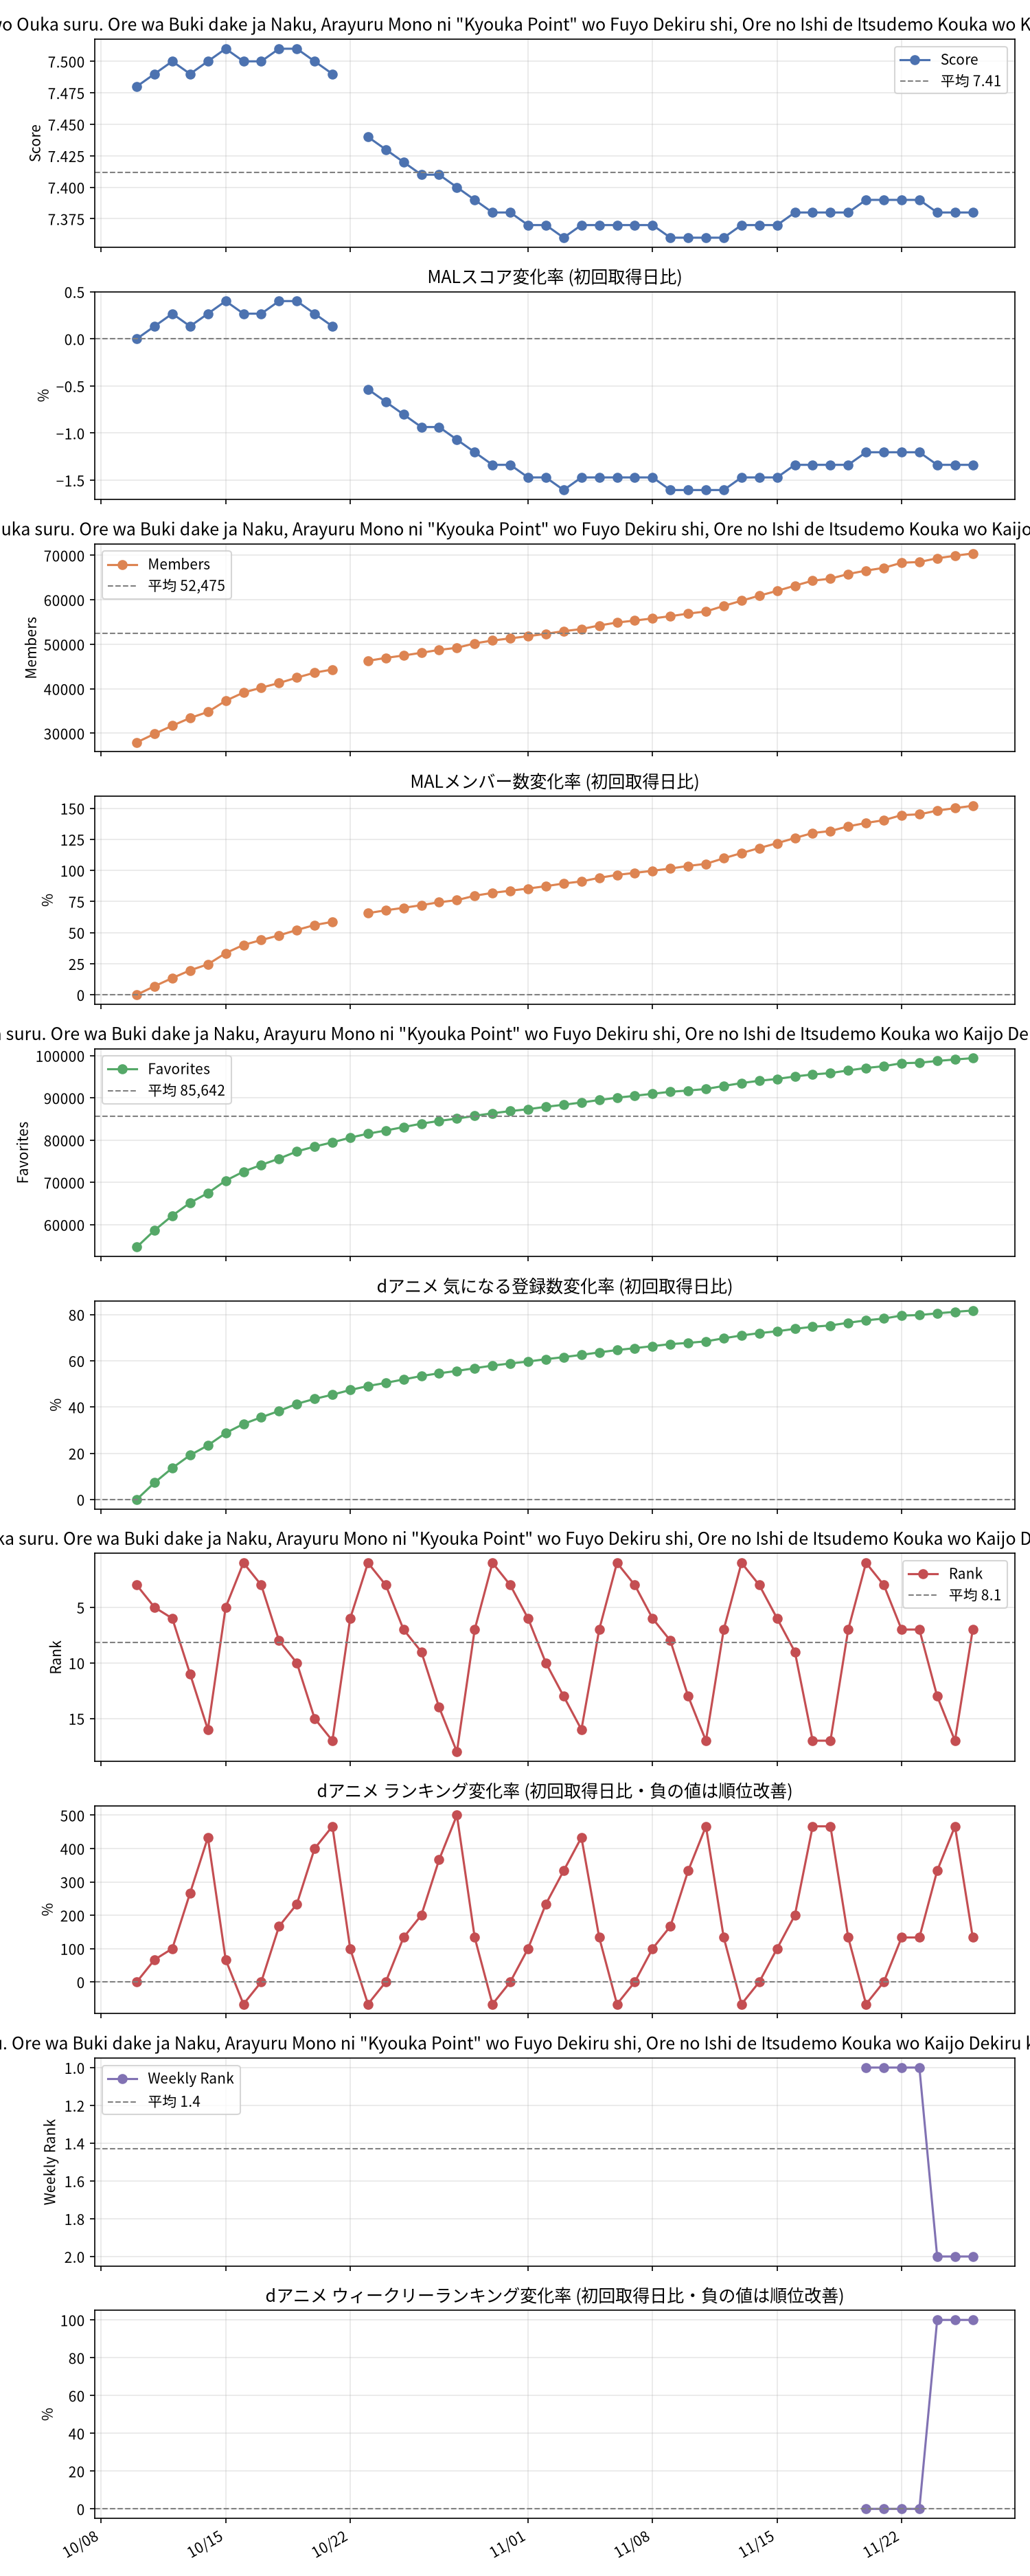 yo Ouka suru. Ore wa Buki dake ja Naku, Arayuru Mono ni "Kyouka Point" wo Fuyo Dekiru shi, Ore no Ishi de Itsudemo Kouka wo K
7.500
7.475
7.450
7.425
7.400
7.375
Score
Score
平均 7.41
MALスコア変化率 (初回取得日比)
0.5
0.0
−0.5
−1.0
−1.5
%
uka suru. Ore wa Buki dake ja Naku, Arayuru Mono ni "Kyouka Point" wo Fuyo Dekiru shi, Ore no Ishi de Itsudemo Kouka wo Kaijo
70000
60000
50000
40000
30000
Members
Members
平均 52,475
MALメンバー数変化率 (初回取得日比)
150
125
100
75
50
25
0
%
suru. Ore wa Buki dake ja Naku, Arayuru Mono ni "Kyouka Point" wo Fuyo Dekiru shi, Ore no Ishi de Itsudemo Kouka wo Kaijo De
100000
90000
80000
70000
60000
Favorites
Favorites
平均 85,642
dアニメ 気になる登録数変化率 (初回取得日比)
80
60
40
20
0
%
ka suru. Ore wa Buki dake ja Naku, Arayuru Mono ni "Kyouka Point" wo Fuyo Dekiru shi, Ore no Ishi de Itsudemo Kouka wo Kaijo D
5
10
15
Rank
Rank
平均 8.1
dアニメ ランキング変化率 (初回取得日比・負の値は順位改善)
500
400
300
200
100
0
%
. Ore wa Buki dake ja Naku, Arayuru Mono ni "Kyouka Point" wo Fuyo Dekiru shi, Ore no Ishi de Itsudemo Kouka wo Kaijo Dekiru k
1.0
1.2
1.4
1.6
1.8
2.0
Weekly Rank
Weekly Rank
平均 1.4
dアニメ ウィークリーランキング変化率 (初回取得日比・負の値は順位改善)
100
80
60
40
20
0
%
10/08
10/15
10/22
11/01
11/08
11/15
11/22